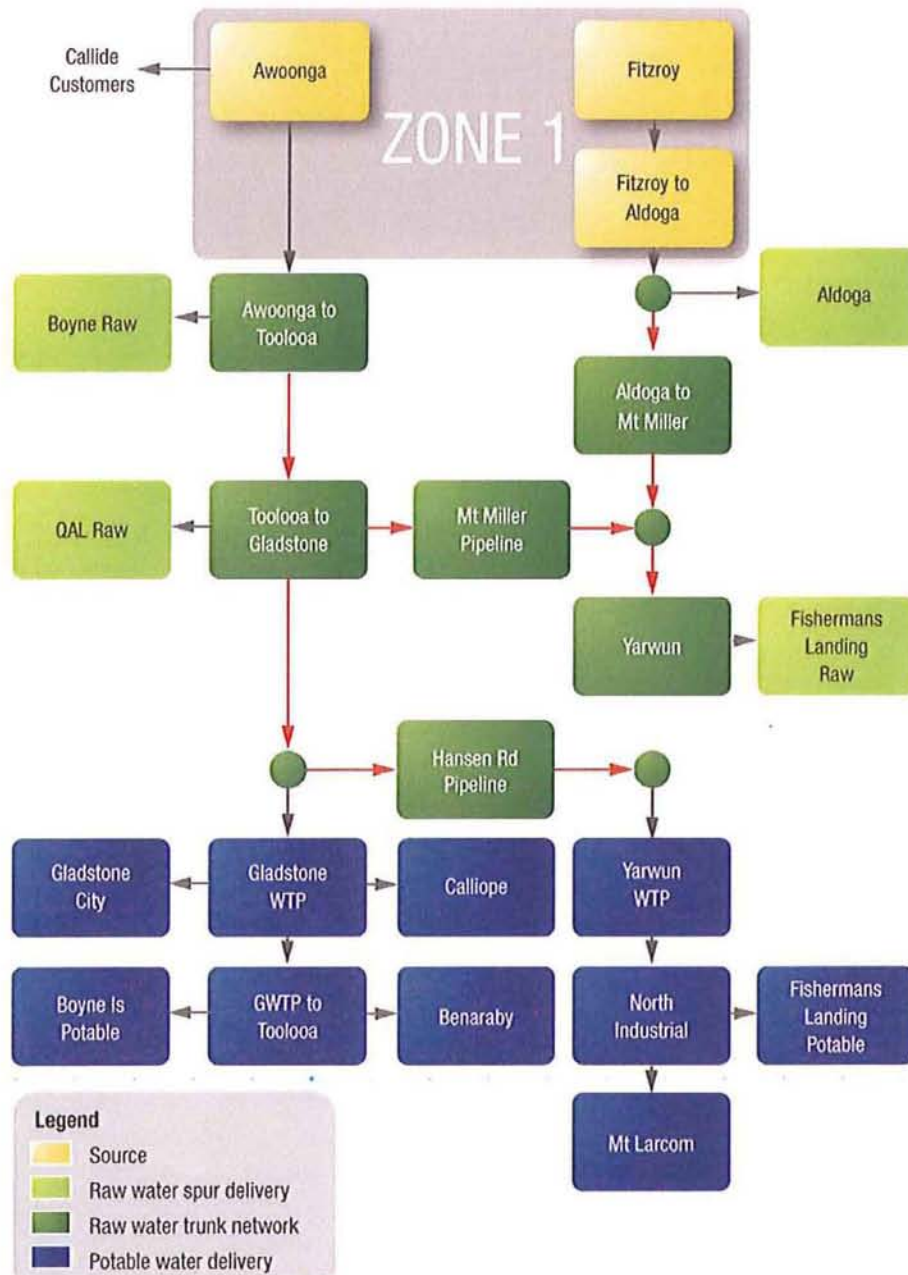 Callide
Customers
Awoonga
Fitzroy
ZONE 1
Fitzroy to
Aldoga
Boyne Raw
Awoonga to
Toolooa
Aldoga
Aldoga to
Mt Miller
QAL Raw
Toolooa to
Gladstone
Mt Miller
Pipeline
Yarwun
Fishermans
Landing
Raw
Hansen Rd
Pipeline
Gladstone
City
Gladstone
WTP
Calliope
Yarwun
WTP
Boyne Is
Potable
GWTP to
Toolooa
Benaraby
North
Industrial
Fishermans
Landing
Potable
Mt Larcom
Legend
Source
Raw water spur delivery
Raw water trunk network
Potable water delivery